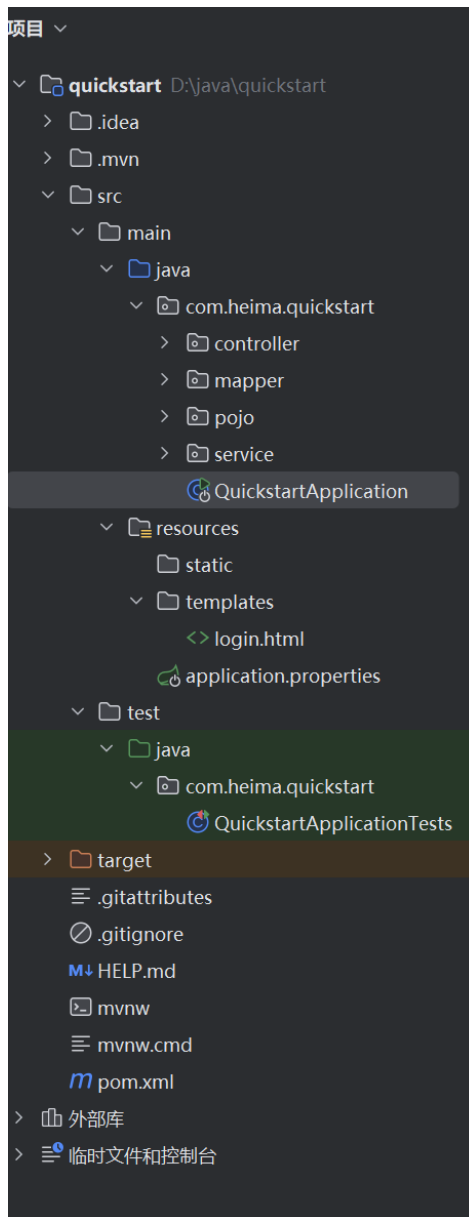 项目
quickstart D:\java\quickstart
.idea
.mvn
src
main
java
com.heima.quickstart
controller
mapper
pojo
service
QuickstartApplication
resources
static
templates
<> login.html
application.properties
test
java
com.heima.quickstart
QuickstartApplicationTests
target
.gitattributes
.gitignore
M↓ HELP.md
mvnw
mvnw.cmd
m pom.xml
外部库
临时文件和控制台